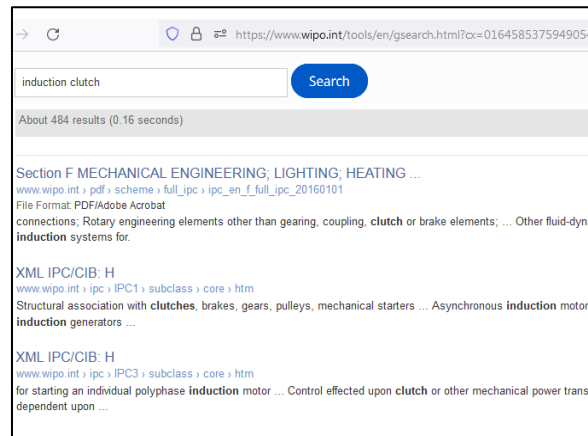 https://www.wipo.int/tools/en/gsearch.html?cx=016458537594905
induction clutch
Search
About 484 results (0.16 seconds)
Section F MECHANICAL ENGINEERING; LIGHTING; HEATING ...
www.wipo.int › pdf › scheme › full_ipc › ipc_en_f_full_ipc_20160101
File Format: PDF/Adobe Acrobat
connections; Rotary engineering elements other than gearing, coupling, clutch or brake elements; ... Other fluid-dyn
induction systems for.
XML IPC/CIB: H
www.wipo.int › ipc › IPC1 › subclass › core › htm
Structural association with clutches, brakes, gears, pulleys, mechanical starters ... Asynchronous induction motor
induction generators ...
XML IPC/CIB: H
www.wipo.int › ipc › IPC3 › subclass › core › htm
for starting an individual polyphase induction motor ... Control effected upon clutch or other mechanical power trans
dependent upon ...